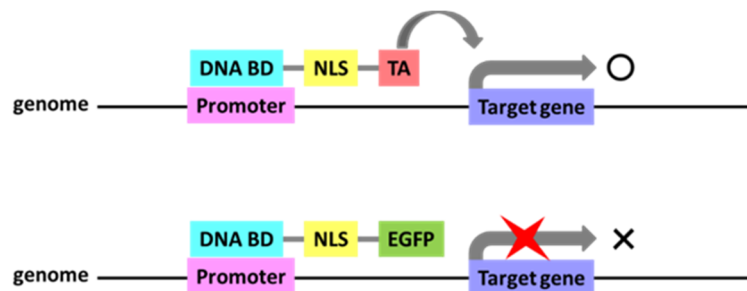 DNA BD NLS TA
genome Promoter Target gene
DNA BD NLS EGFP
genome Promoter Target gene